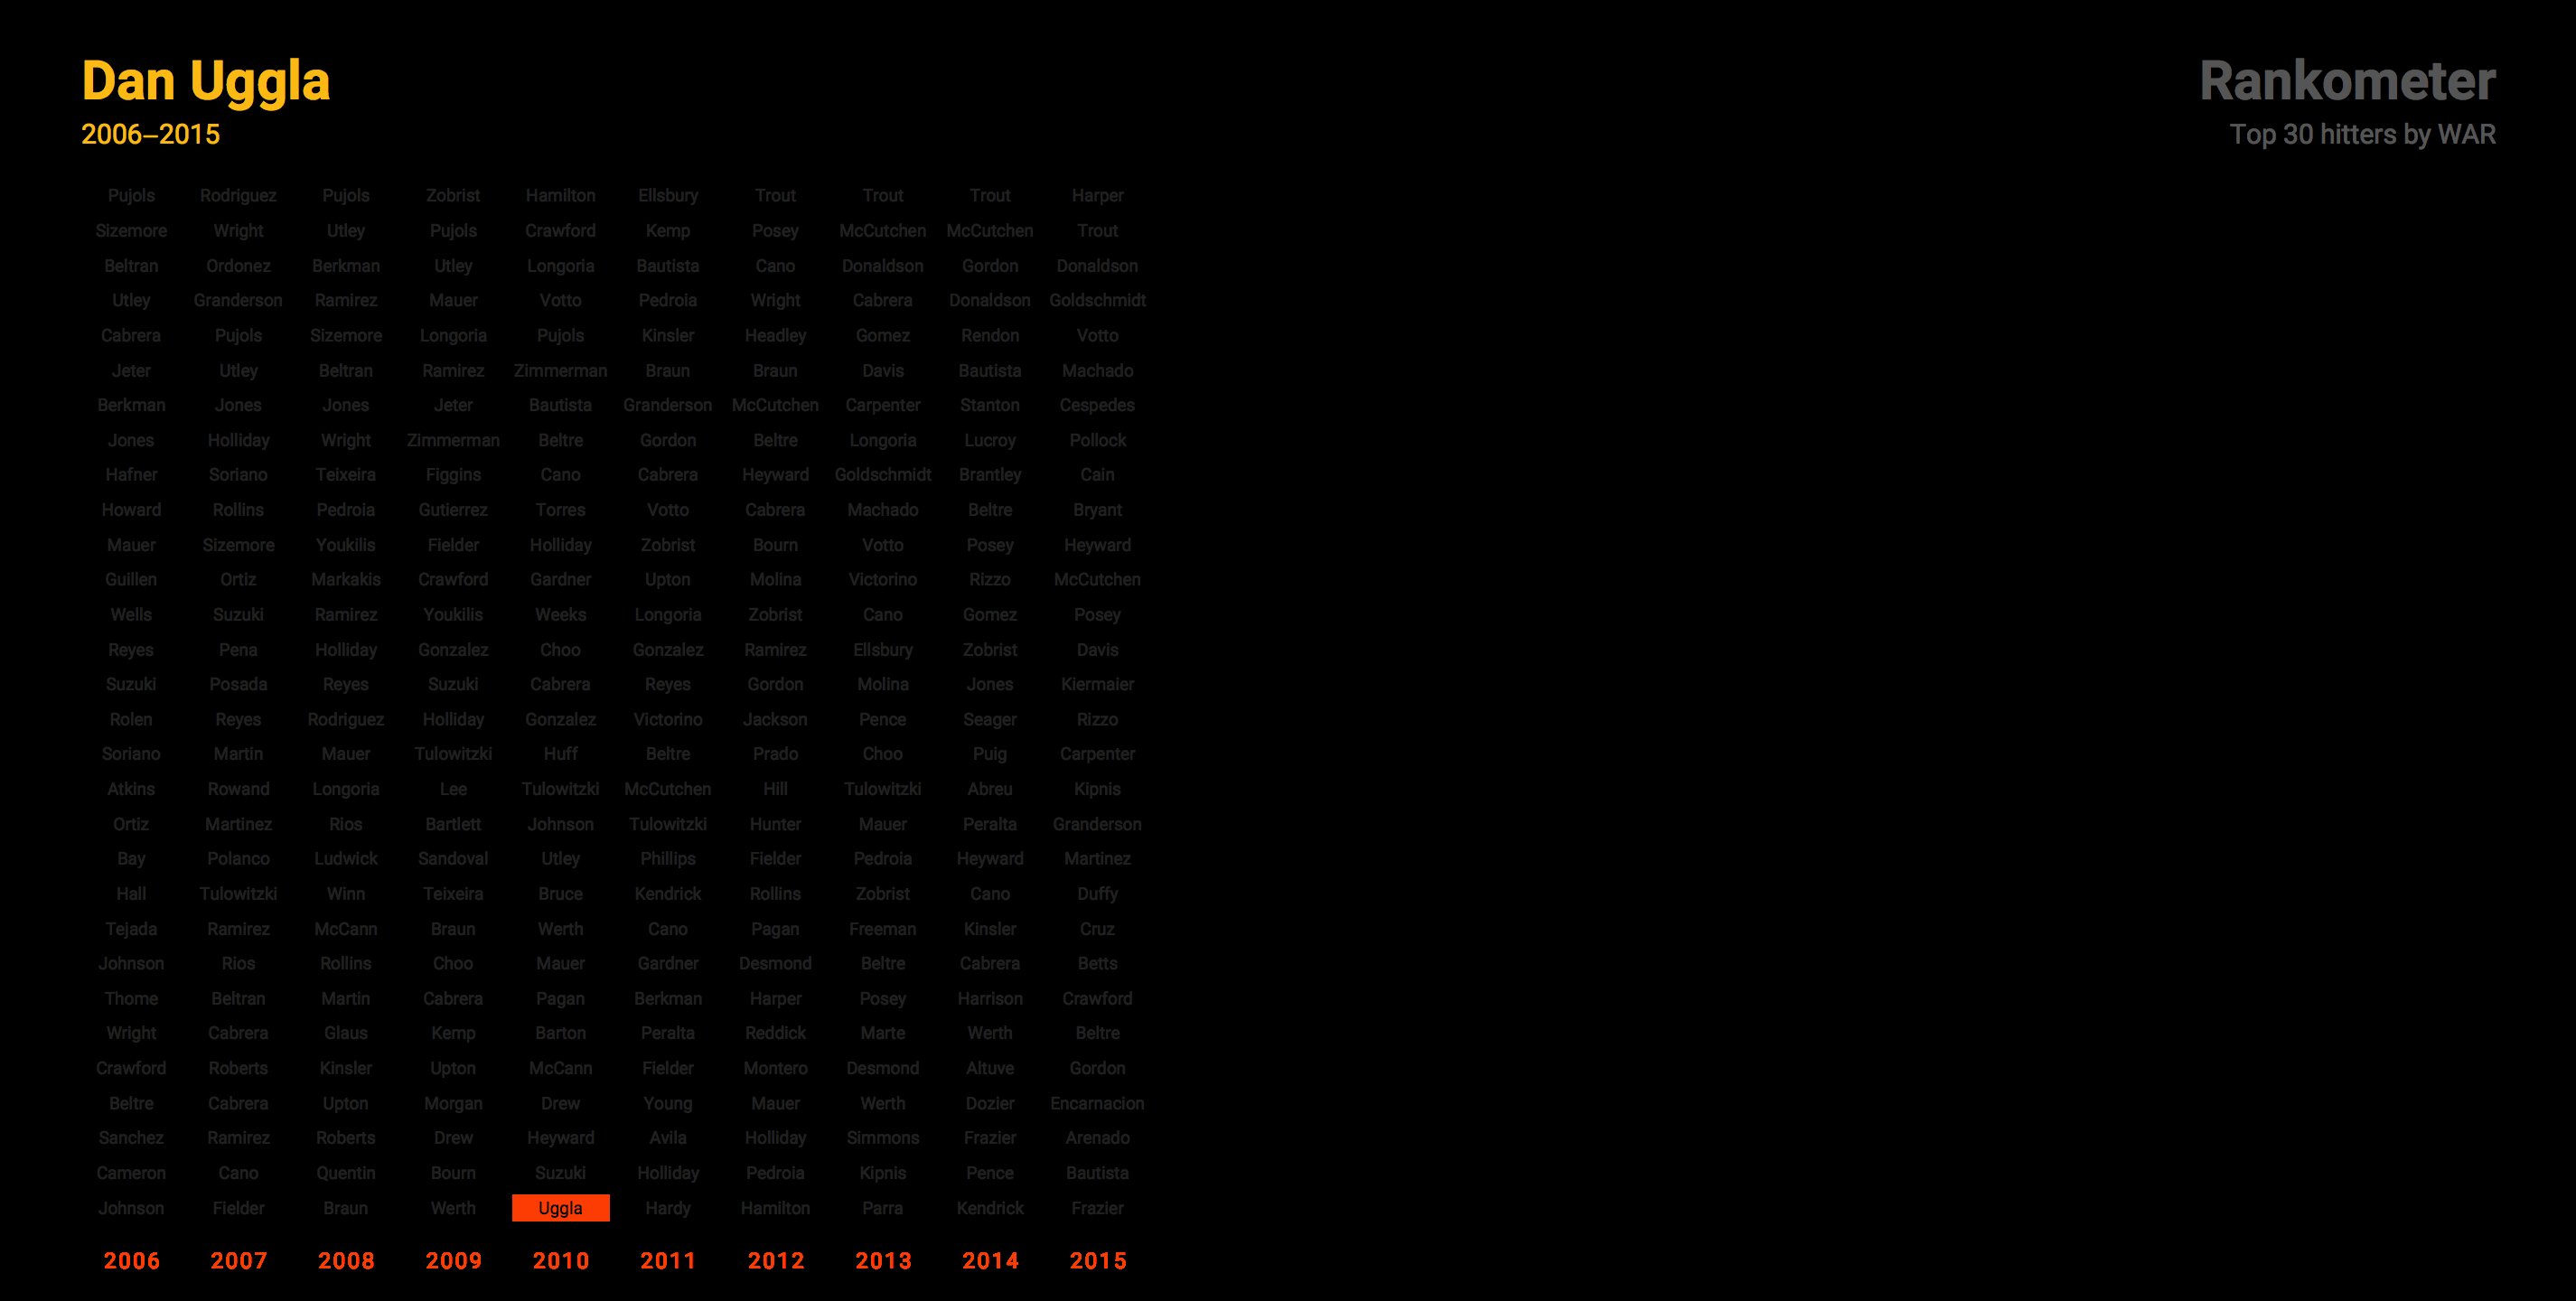 Dan Uggla
2006–2015
Rankometer
Top 30 hitters by WAR
Pujols Rodriguez Pujols Zobrist Hamilton Ellsbury Trout Trout Trout Harper
Sizemore Wright Utley Pujols Crawford Kemp Posey McCutchen McCutchen Trout
Beltran Ordonez Berkman Utley Longoria Bautista Cano Donaldson Gordon Donaldson
Utley Granderson Ramirez Mauer Votto Pedroia Wright Cabrera Donaldson Goldschmidt
Cabrera Pujols Sizemore Longoria Pujols Kinsler Headley Gomez Rendon Votto
Jeter Utley Beltran Ramirez Zimmerman Braun Braun Davis Bautista Machado
Berkman Jones Jones Jeter Bautista Granderson McCutchen Carpenter Stanton Cespedes
Jones Holliday Wright Zimmerman Beltre Gordon Beltre Longoria Lucroy Pollock
Hafner Soriano Teixeira Figgins Cano Cabrera Heyward Goldschmidt Brantley Cain
Howard Rollins Pedroia Gutierrez Torres Votto Cabrera Machado Beltre Bryant
Mauer Sizemore Youkilis Fielder Holliday Zobrist Bourn Votto Posey Heyward
Guillen Ortiz Markakis Crawford Gardner Upton Molina Victorino Rizzo McCutchen
Wells Suzuki Ramirez Youkilis Weeks Longoria Zobrist Cano Gomez Posey
Reyes Pena Holliday Gonzalez Choo Gonzalez Ramirez Ellsbury Zobrist Davis
Suzuki Posada Reyes Suzuki Cabrera Reyes Gordon Molina Jones Kiermaier
Rolen Reyes Rodriguez Holliday Gonzalez Victorino Jackson Pence Seager Rizzo
Soriano Martin Mauer Tulowitzki Huff Beltre Prado Choo Puig Carpenter
Atkins Rowand Longoria Lee Tulowitzki McCutchen Hill Tulowitzki Abreu Kipnis
Ortiz Martinez Rios Bartlett Johnson Tulowitzki Hunter Mauer Peralta Granderson
Bay Polanco Ludwick Sandoval Utley Phillips Fielder Pedroia Heyward Martinez
Hall Tulowitzki Winn Teixeira Bruce Kendrick Rollins Zobrist Cano Duffy
Tejada Ramirez McCann Braun Werth Cano Pagan Freeman Kinsler Cruz
Johnson Rios Rollins Choo Mauer Gardner Desmond Beltre Cabrera Betts
Thome Beltran Martin Cabrera Pagan Berkman Harper Posey Harrison Crawford
Wright Cabrera Glaus Kemp Barton Peralta Reddick Marte Werth Beltre
Crawford Roberts Kinsler Upton McCann Fielder Montero Desmond Altuve Gordon
Beltre Cabrera Upton Morgan Drew Young Mauer Werth Dozier Encarnacion
Sanchez Ramirez Roberts Drew Heyward Avila Holliday Simmons Frazier Arenado
Cameron Cano Quentin Bourn Suzuki Holliday Pedroia Kipnis Pence Bautista
Johnson Fielder Braun Werth Uggla Hardy Hamilton Parra Kendrick Frazier
2006 2007 2008 2009 2010 2011 2012 2013 2014 2015